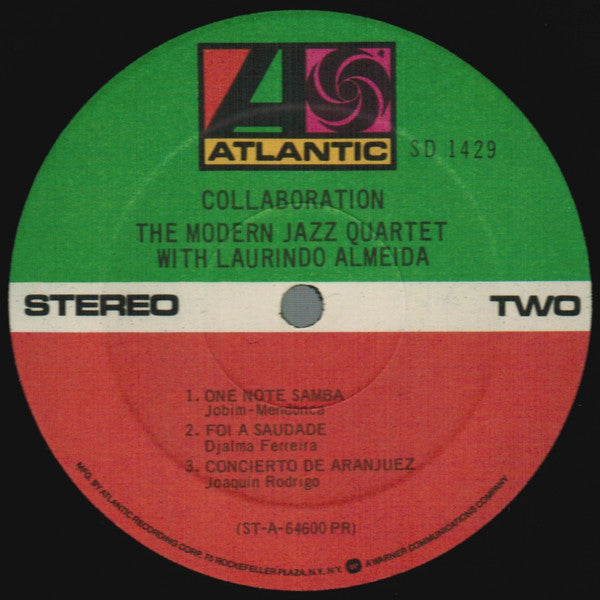 ATLANTIC
SD 1429
COLLABORATION
THE MODERN JAZZ QUARTET
WITH LAURINDO ALMEIDA
STEREO
TWO
1. ONE NOTE SAMBA
Jobim-Mendonca
2. FOI A SAUDADE
Djalma Ferreira
3. CONCIERTO DE ARANJUEZ
Joaquin Rodrigo
(ST-A-64600 PR)
MFG. BY ATLANTIC RECORDING CORP. 75 ROCKEFELLER PLAZA, N.Y., N.Y. A WARNER COMMUNICATIONS COMPANY